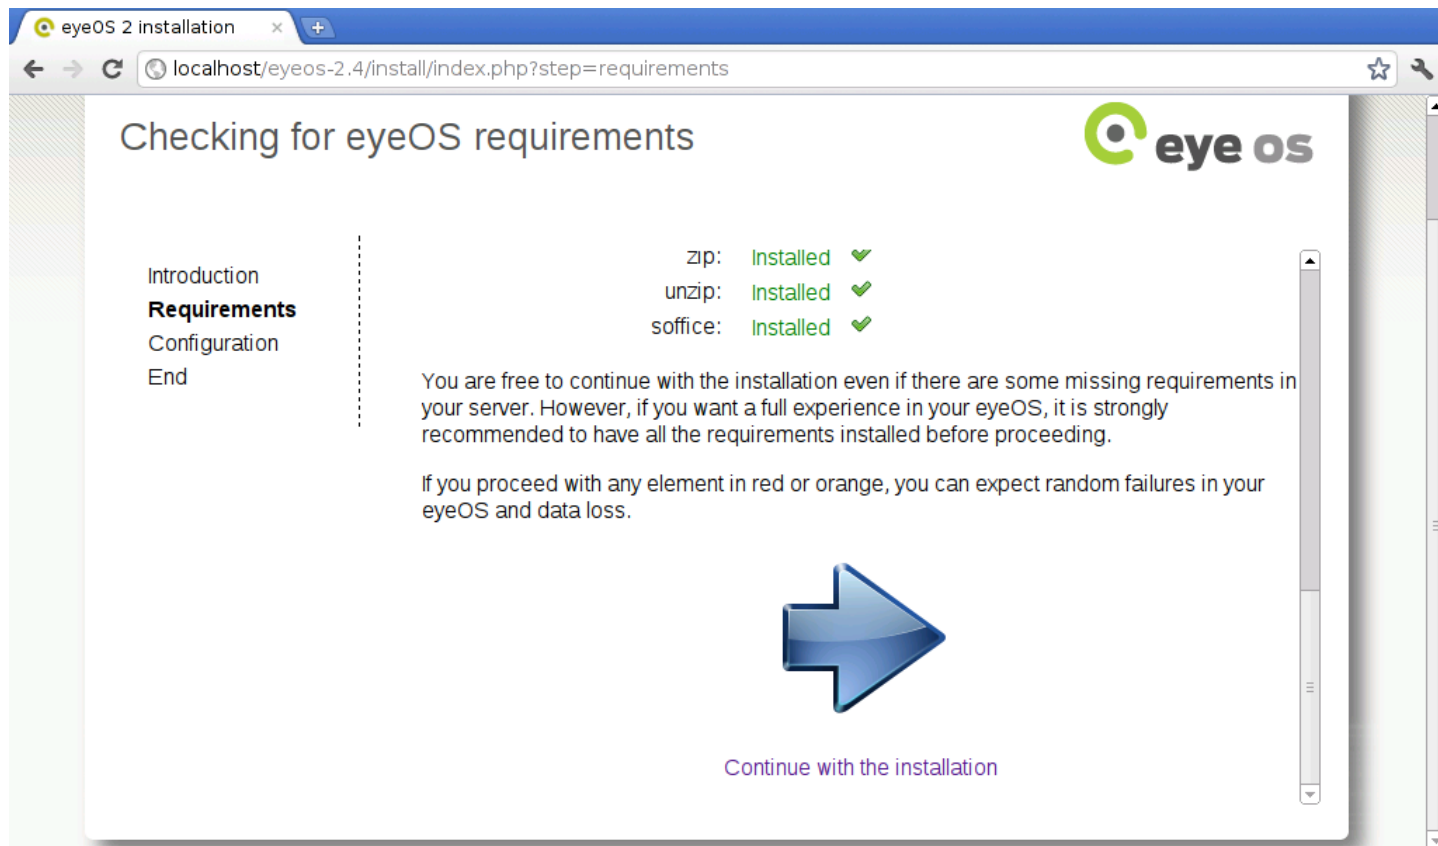 eyeOS 2 installation
localhost/eyeos-2.4/install/index.php?step=requirements
Checking for eyeOS requirements
eye os
Introduction
Requirements
Configuration
End
zip: Installed
unzip: Installed
soffice: Installed
You are free to continue with the installation even if there are some missing requirements in
your server. However, if you want a full experience in your eyeOS, it is strongly
recommended to have all the requirements installed before proceeding.
If you proceed with any element in red or orange, you can expect random failures in your
eyeOS and data loss.
Continue with the installation